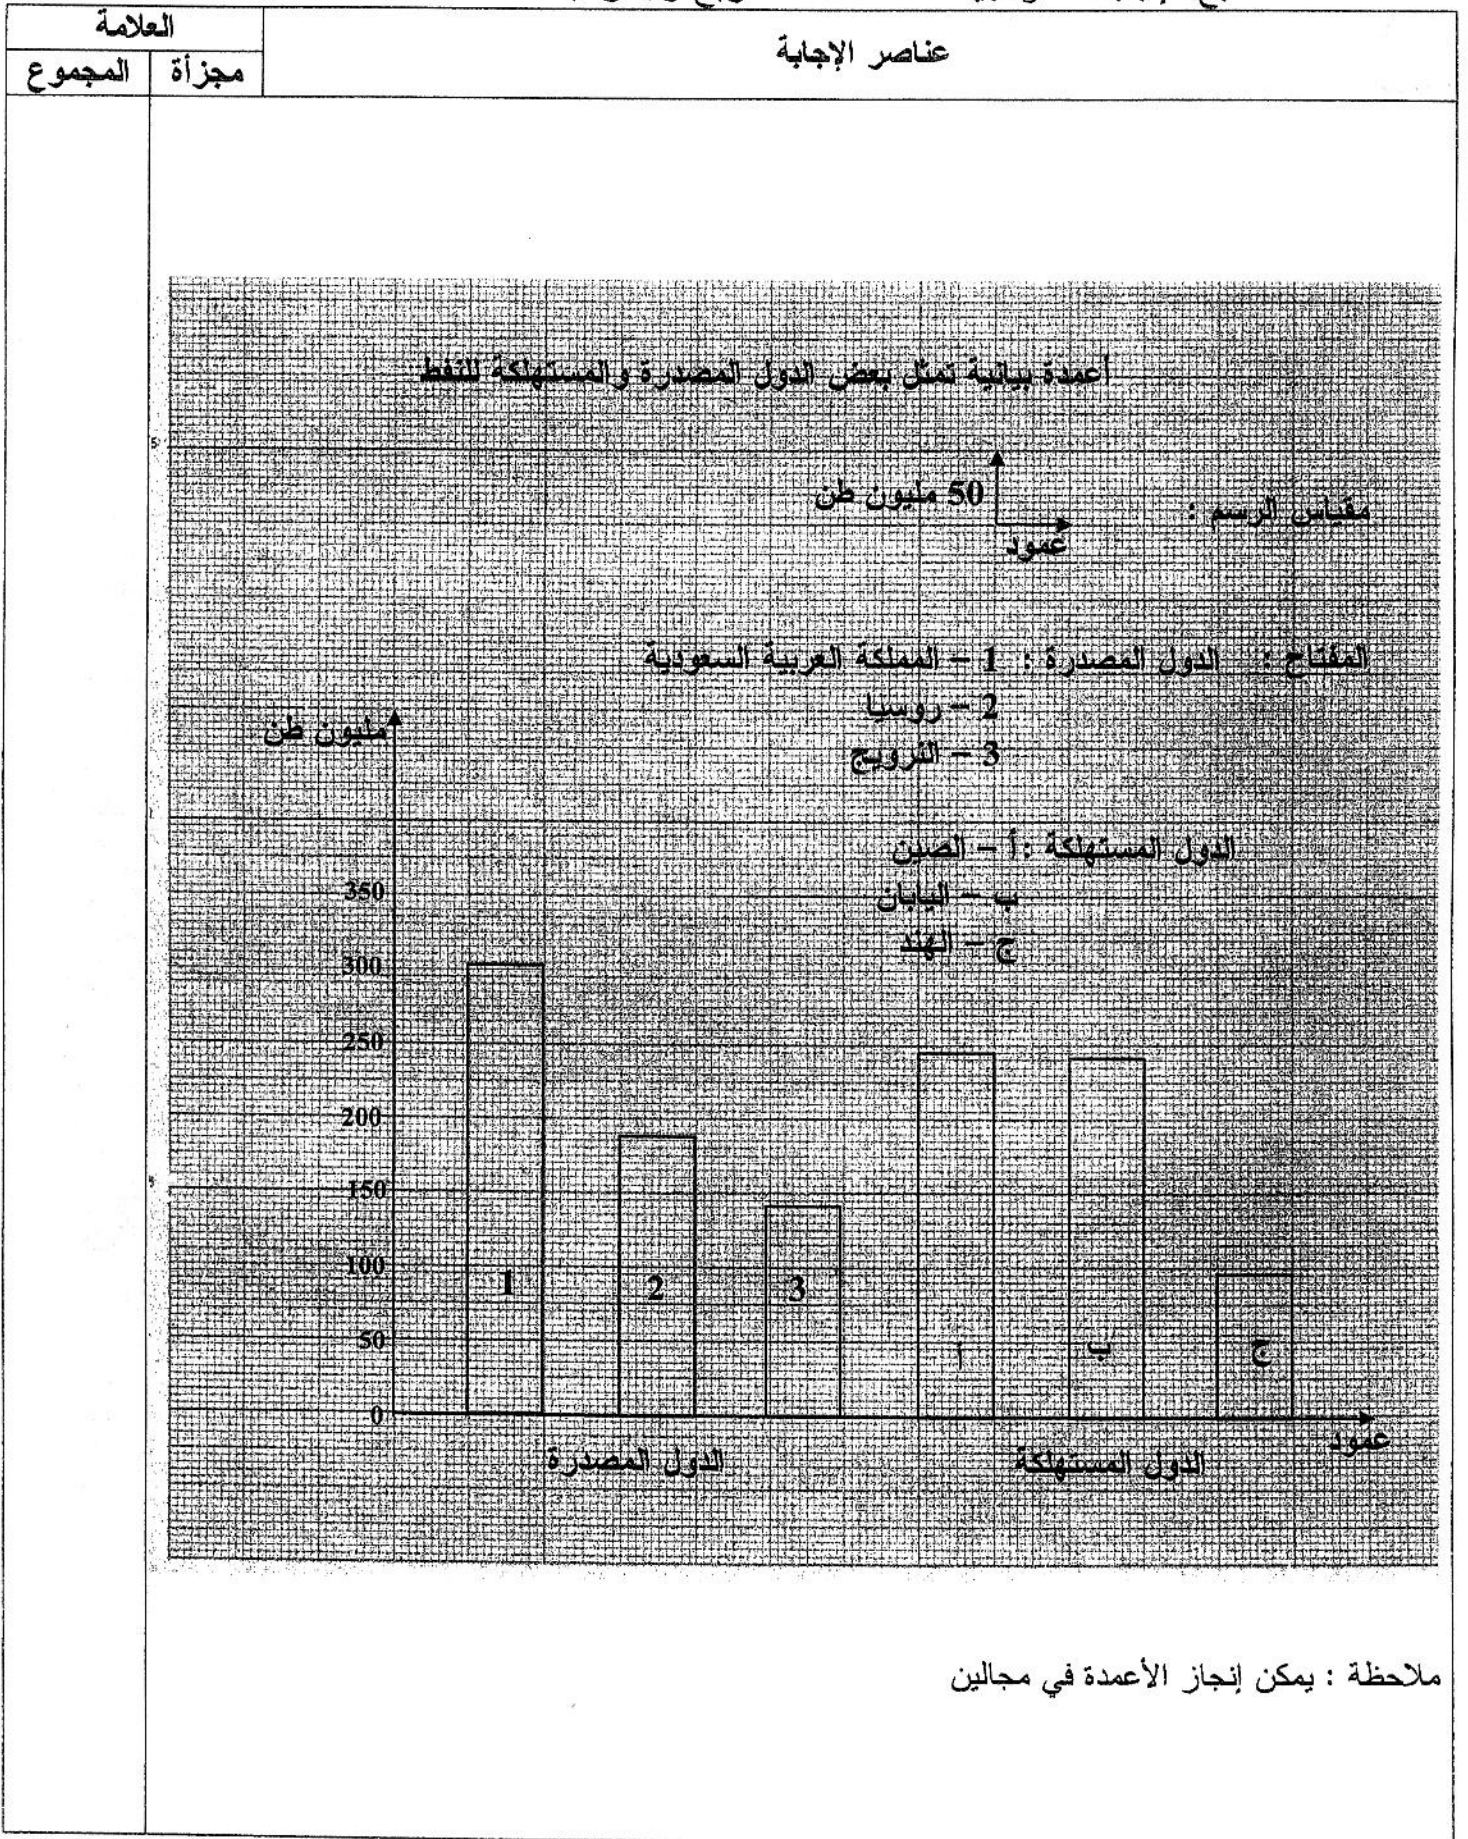 العلامة
عناصر الإجابة
مجزأة
المجموع
أعمدة بيانية تمثل بعض الدول المصدرة والمستهلكة للنفط
مقياس الرسم :
50 مليون طن
عمود
المفتاح : الدول المصدرة : 1 – المملكة العربية السعودية
2 – روسيا
3 – النرويج
الدول المستهلكة : أ – الصين
ب – اليابان
ج – الهند
مليون طن
350
300
250
200
150
100
50
0
1
2
3
أ
ب
ج
عمود
الدول المصدرة
الدول المستهلكة
ملاحظة : يمكن إنجاز الأعمدة في مجالين